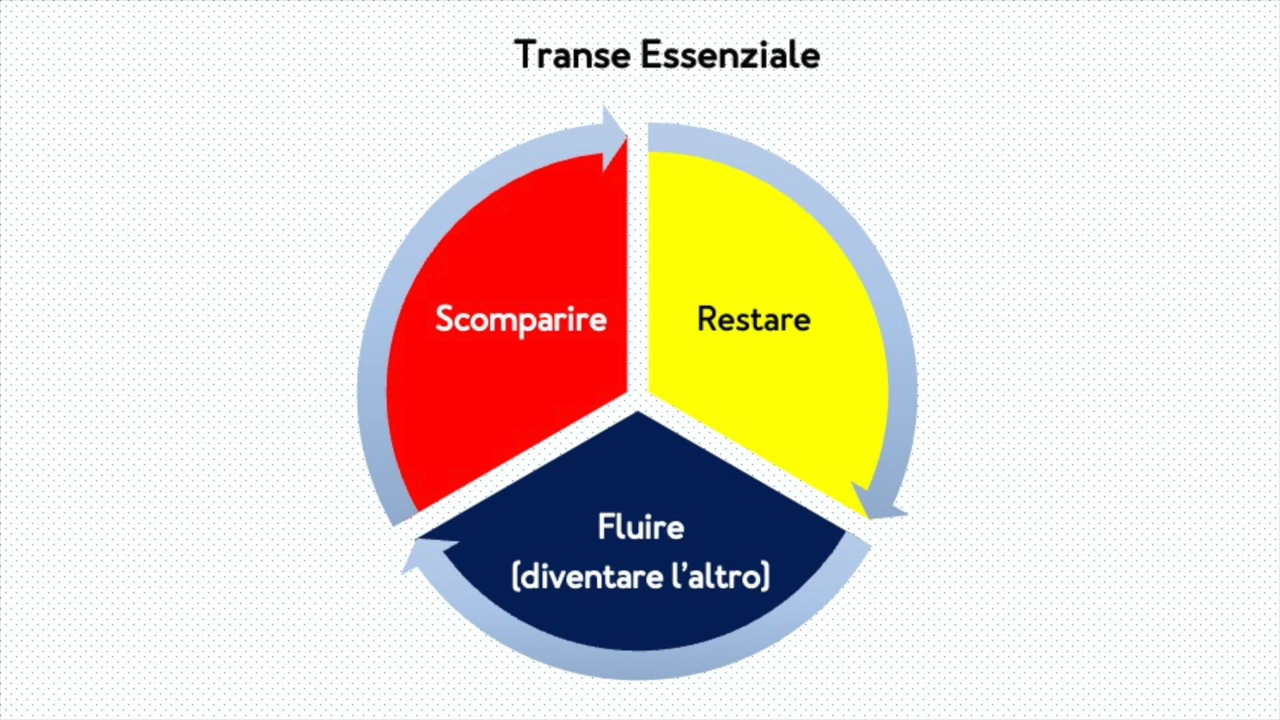 Transe Essenziale
Scomparire
Restare
Fluire
(diventare l'altro)